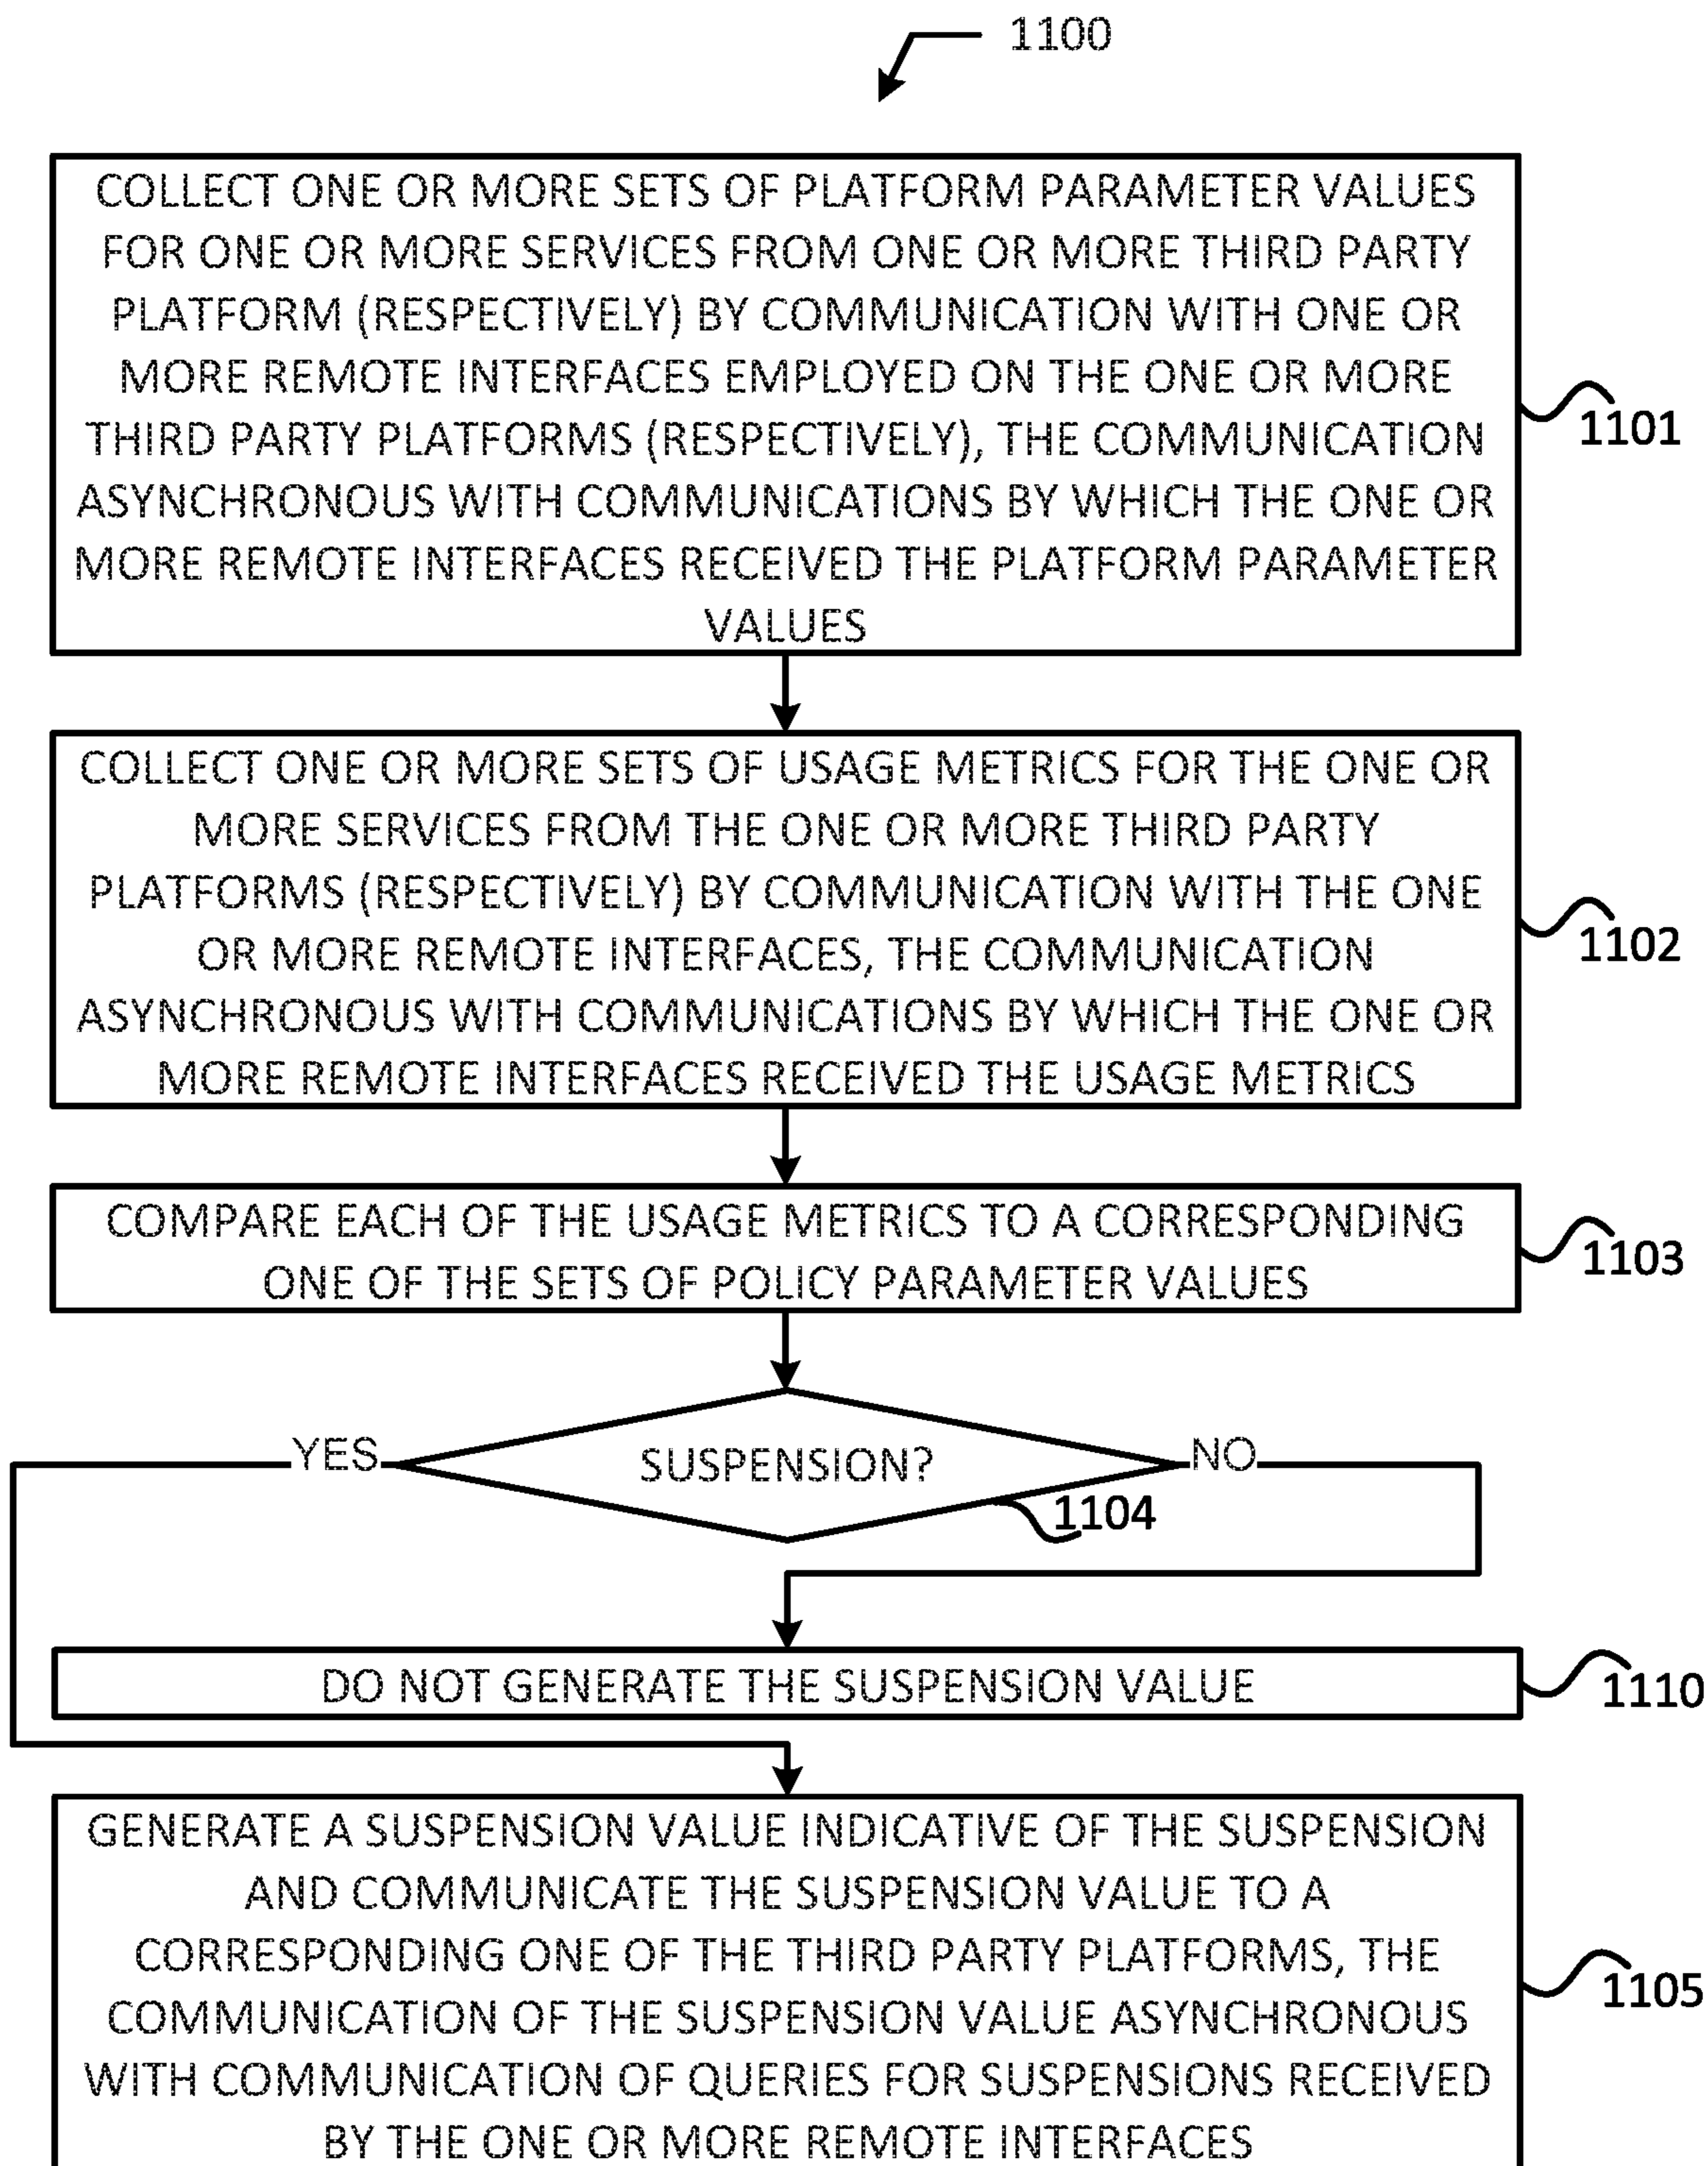 1100
COLLECT ONE OR MORE SETS OF PLATFORM PARAMETER VALUES
FOR ONE OR MORE SERVICES FROM ONE OR MORE THIRD PARTY
PLATFORM (RESPECTIVELY) BY COMMUNICATION WITH ONE OR
MORE REMOTE INTERFACES EMPLOYED ON THE ONE OR MORE
THIRD PARTY PLATFORMS (RESPECTIVELY), THE COMMUNICATION
ASYNCHRONOUS WITH COMMUNICATIONS BY WHICH THE ONE OR
MORE REMOTE INTERFACES RECEIVED THE PLATFORM PARAMETER
VALUES
1101
COLLECT ONE OR MORE SETS OF USAGE METRICS FOR THE ONE OR
MORE SERVICES FROM THE ONE OR MORE THIRD PARTY
PLATFORMS (RESPECTIVELY) BY COMMUNICATION WITH THE ONE
OR MORE REMOTE INTERFACES, THE COMMUNICATION
ASYNCHRONOUS WITH COMMUNICATIONS BY WHICH THE ONE OR
MORE REMOTE INTERFACES RECEIVED THE USAGE METRICS
1102
COMPARE EACH OF THE USAGE METRICS TO A CORRESPONDING
ONE OF THE SETS OF POLICY PARAMETER VALUES
1103
YES
SUSPENSION?
NO
1104
DO NOT GENERATE THE SUSPENSION VALUE
1110
GENERATE A SUSPENSION VALUE INDICATIVE OF THE SUSPENSION
AND COMMUNICATE THE SUSPENSION VALUE TO A
CORRESPONDING ONE OF THE THIRD PARTY PLATFORMS, THE
COMMUNICATION OF THE SUSPENSION VALUE ASYNCHRONOUS
WITH COMMUNICATION OF QUERIES FOR SUSPENSIONS RECEIVED
BY THE ONE OR MORE REMOTE INTERFACES
1105